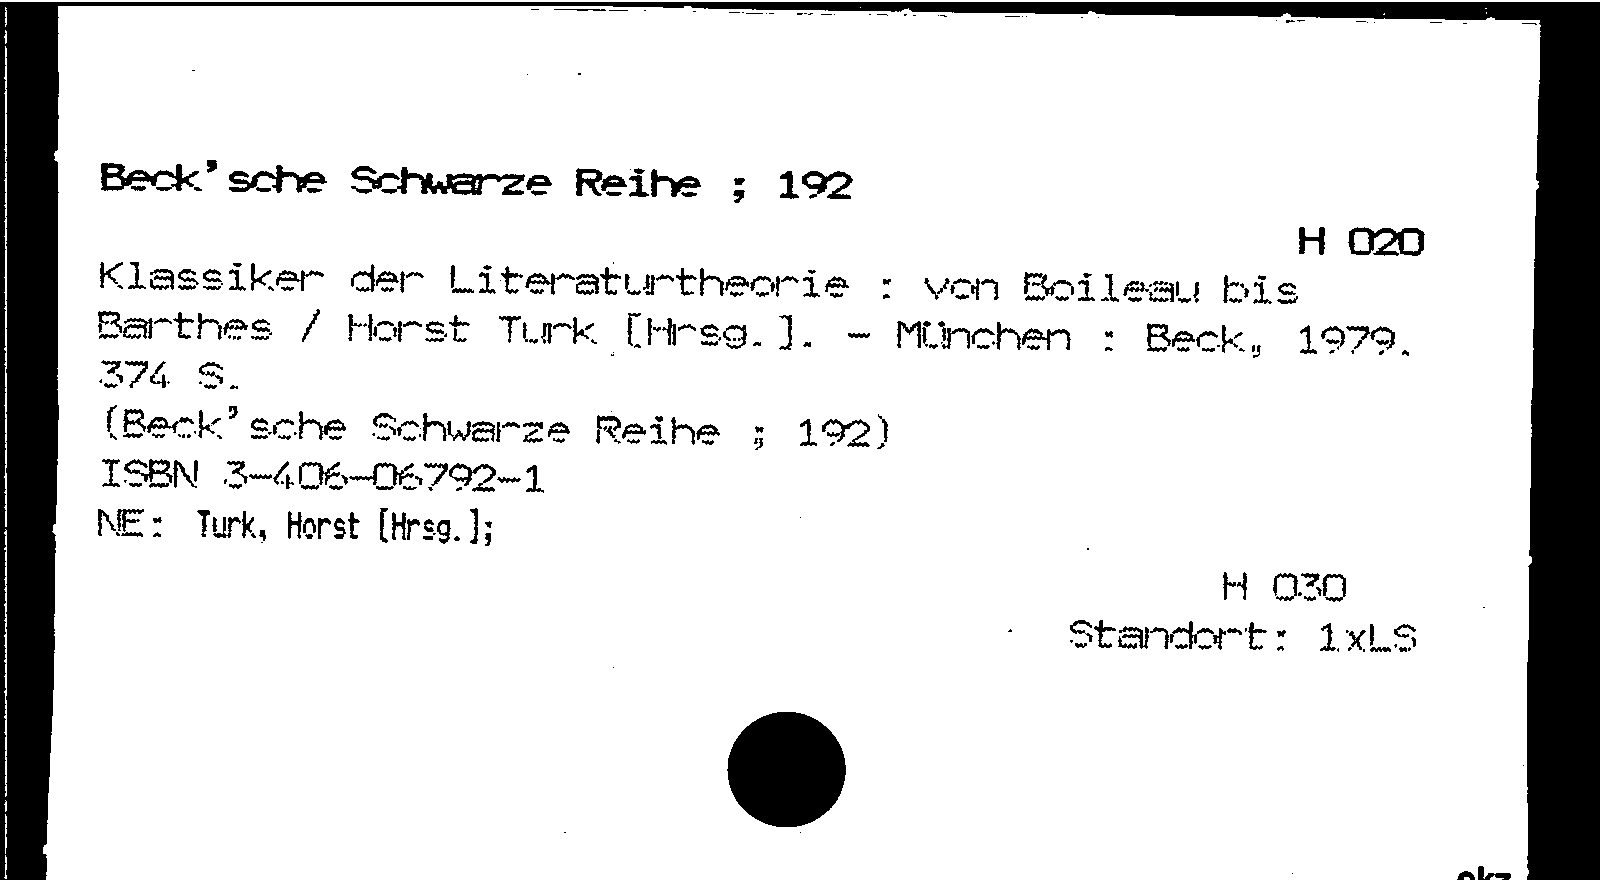 Beck'sche Schwarze Reihe ; 192
H 020
Klassiker der Literaturtheorie : von Boileau bis
Barthes / Horst Turk [Hrsg.]. - München : Beck, 1979.
374 S.
(Beck'sche Schwarze Reihe ; 192)
ISBN 3-406-06792-1
NE: Turk, Horst [Hrsg.];
H 030
Standort: 1xLS